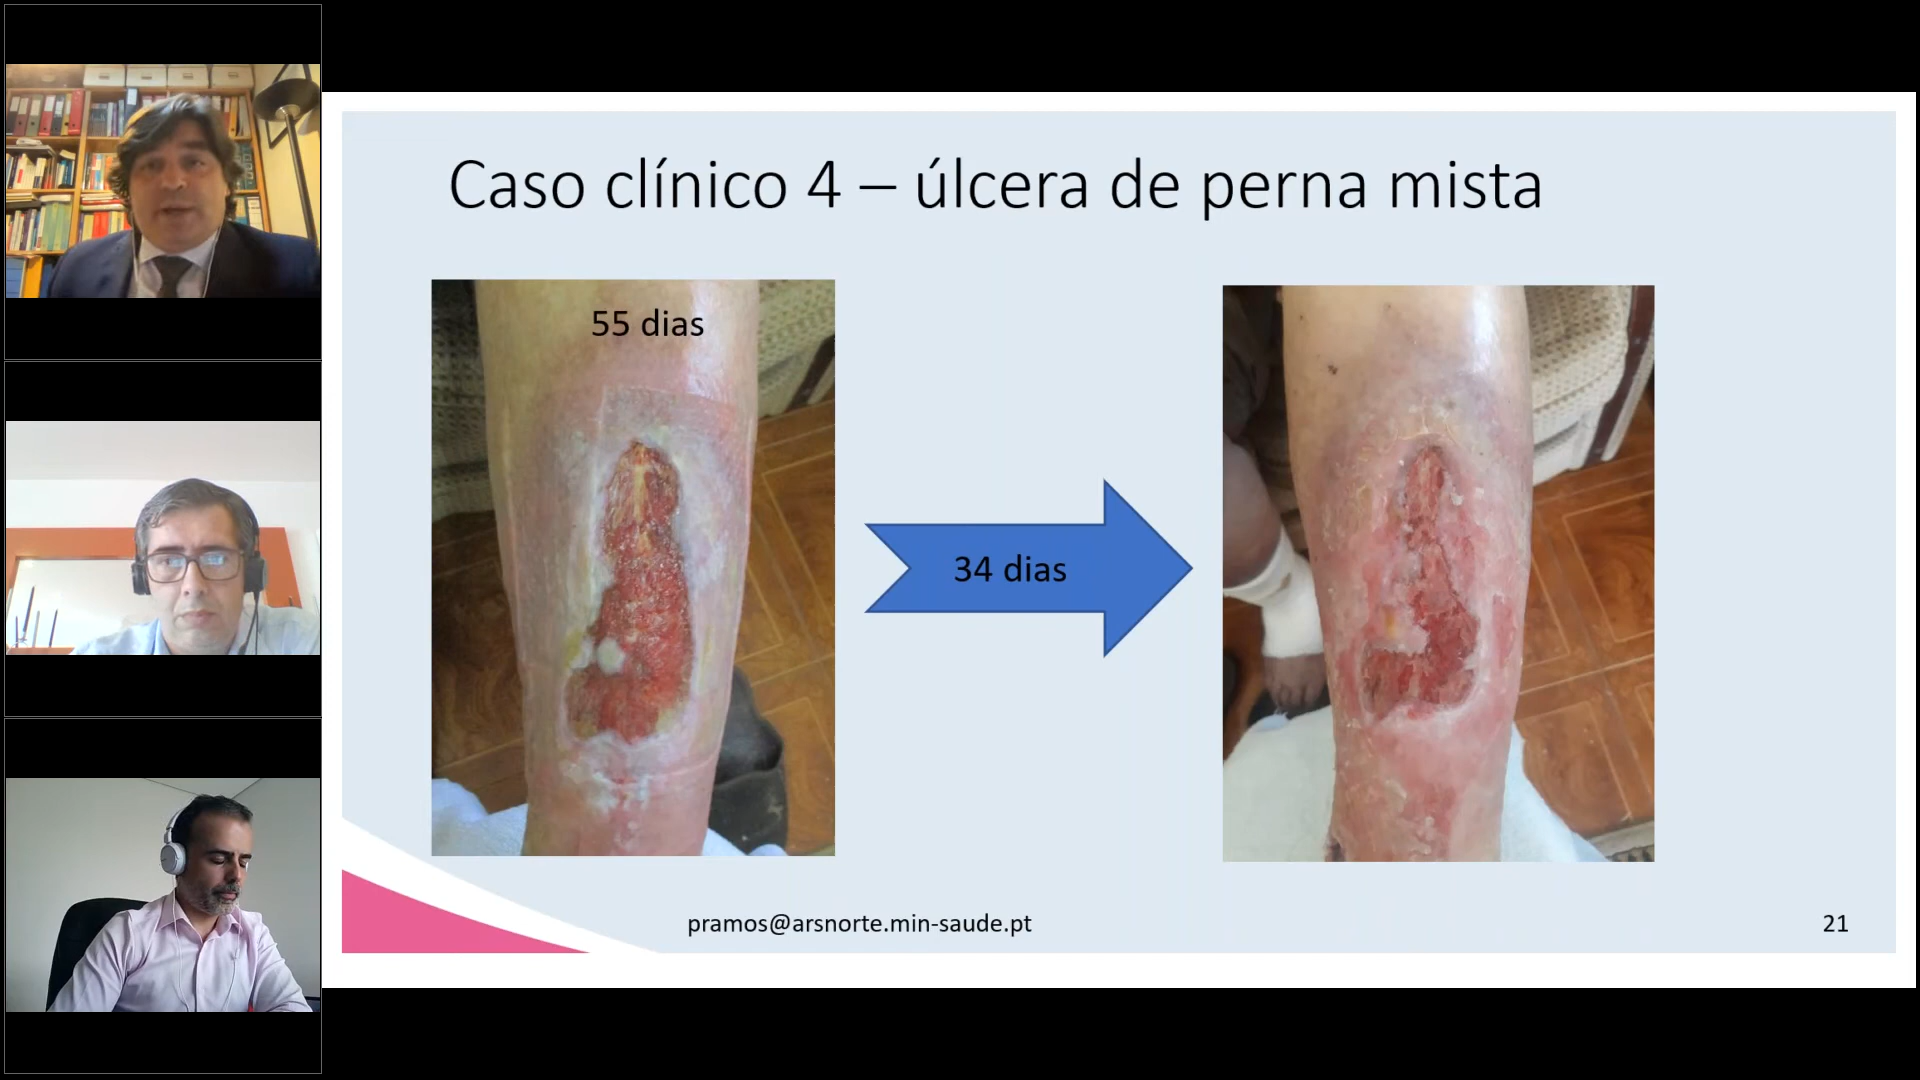 Caso clínico 4 – úlcera de perna mista
55 dias
34 dias
pramos@arsnorte.min-saude.pt
21